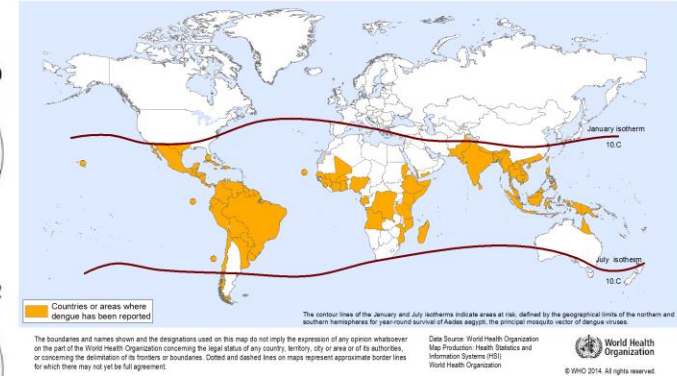 January isotherm
10.C
July isotherm
10.C
Countries or areas where
dengue has been reported
The contour lines of the January and July isotherms indicate areas at risk, defined by the geographical limits of the northern and
southern hemispheres for year-round survival of Aedes aegypti, the principal mosquito vector of dengue viruses.
The boundaries and names shown and the designations used on this map do not imply the expression of any opinion whatsoever
on the part of the World Health Organization concerning the legal status of any country, territory, city or area or of its authorities,
or concerning the delimitation of its frontiers or boundaries. Dotted and dashed lines on maps represent approximate border lines
for which there may not yet be full agreement.
Data Source: World Health Organization
Map Production: Health Statistics and
Information Systems (HSI)
World Health Organization
World Health
Organization
© WHO 2014. All rights reserved.